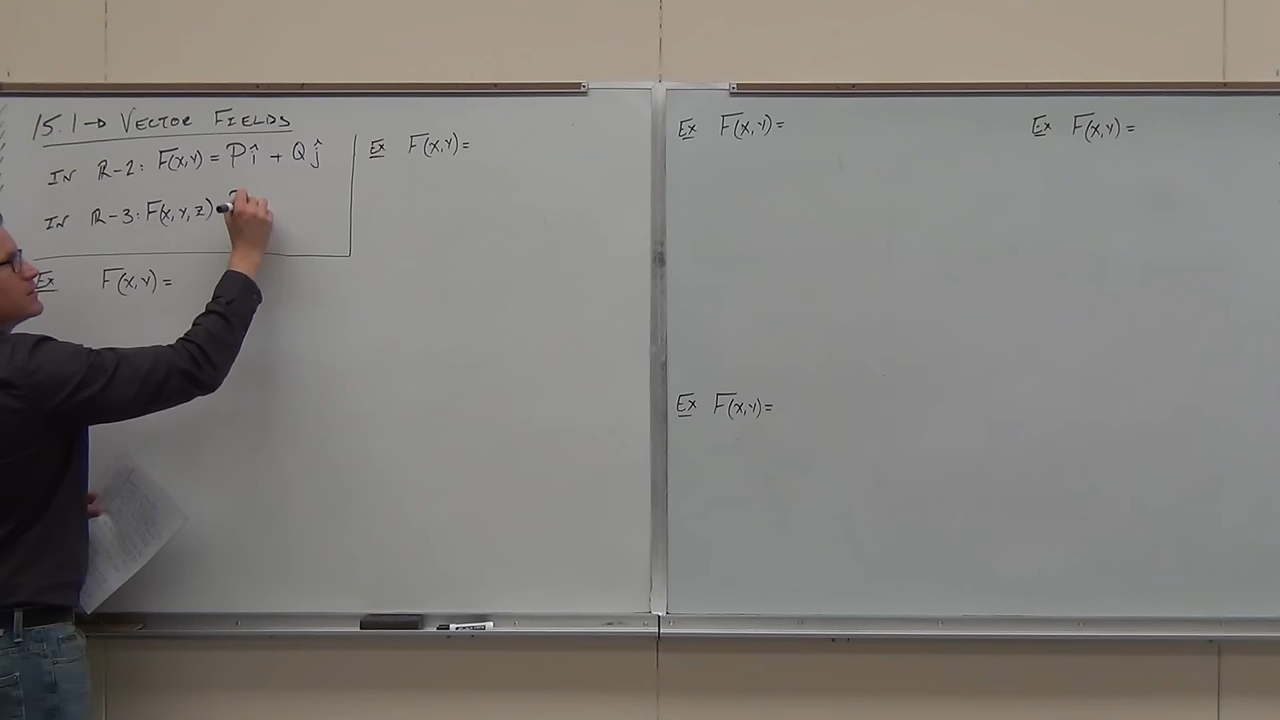 15.1→ VECTOR FIELDS
IN R-2: F(x,y) = Pî + Qĵ
IN R-3: F(x,y,z)
Ex F(x,y)=
Ex F(x,y)=
Ex F(x,y)=
Ex F(x,y)=
Ex F(x,y)=